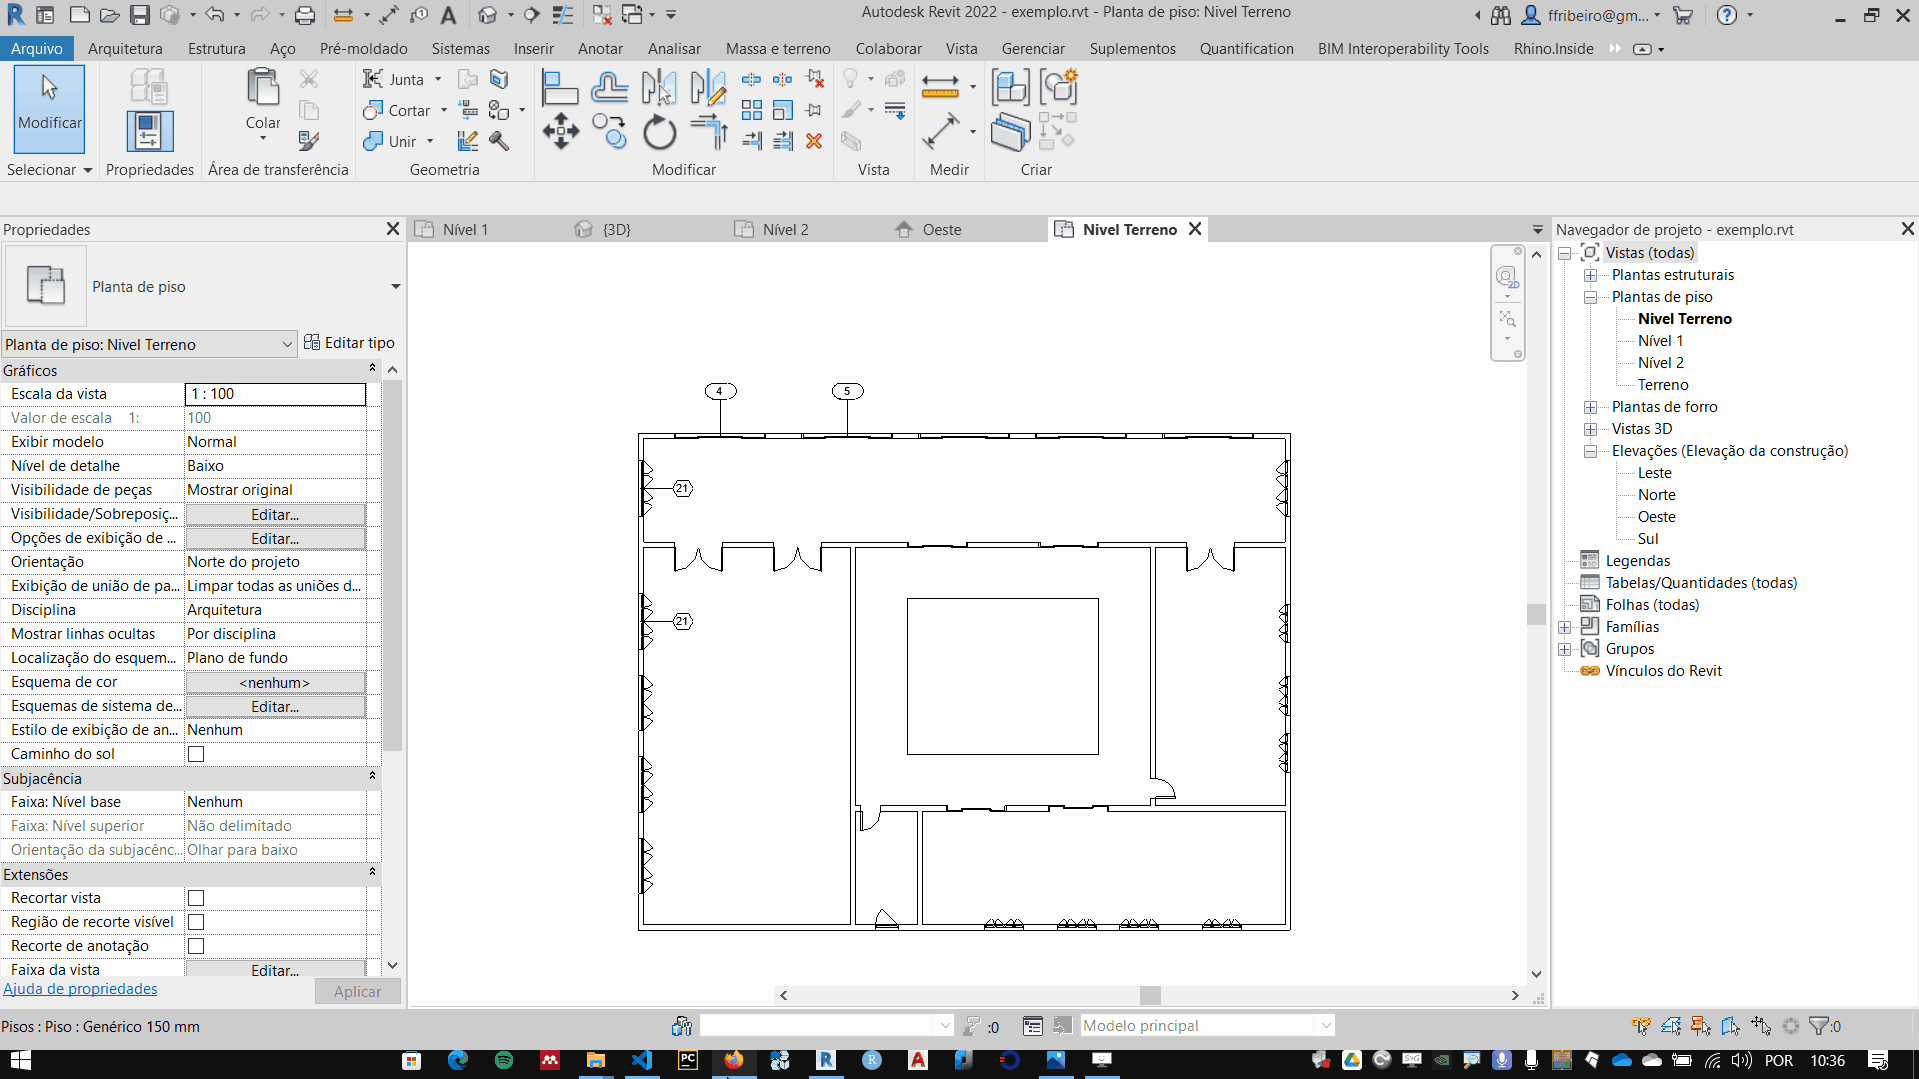 Autodesk Revit 2022 - exemplo.rvt - Planta de piso: Nivel Terreno
ffribeiro@gm...
Arquivo Arquitetura Estrutura Aço Pré-moldado Sistemas Inserir Anotar Analisar Massa e terreno Colaborar Vista Gerenciar Suplementos Quantification BIM Interoperability Tools Rhino.Inside
Modificar
Colar
Junta
Cortar
Unir
Selecionar Propriedades Área de transferência Geometria Modificar Vista Medir Criar
Propriedades
Planta de piso
Planta de piso: Nivel Terreno
Editar tipo
Gráficos
Escala da vista 1 : 100
Valor de escala 1: 100
Exibir modelo Normal
Nível de detalhe Baixo
Visibilidade de peças Mostrar original
Visibilidade/Sobreposiç... Editar...
Opções de exibição de ... Editar...
Orientação Norte do projeto
Exibição de união de pa... Limpar todas as uniões d...
Disciplina Arquitetura
Mostrar linhas ocultas Por disciplina
Localização do esquem... Plano de fundo
Esquema de cor <nenhum>
Esquemas de sistema de... Editar...
Estilo de exibição de an... Nenhum
Caminho do sol
Subjacência
Faixa: Nível base Nenhum
Faixa: Nível superior Não delimitado
Orientação da subjacênc... Olhar para baixo
Extensões
Recortar vista
Região de recorte visível
Recorte de anotação
Faixa da vista Editar...
Ajuda de propriedades
Aplicar
Nível 1 {3D} Nível 2 Oeste Nivel Terreno
2D
4 5
21
21
Navegador de projeto - exemplo.rvt
Vistas (todas)
Plantas estruturais
Plantas de piso
Nivel Terreno
Nível 1
Nível 2
Terreno
Plantas de forro
Vistas 3D
Elevações (Elevação da construção)
Leste
Norte
Oeste
Sul
Legendas
Tabelas/Quantidades (todas)
Folhas (todas)
Famílias
Grupos
Vínculos do Revit
Pisos : Piso : Genérico 150 mm
:0
Modelo principal
:0
POR 10:36